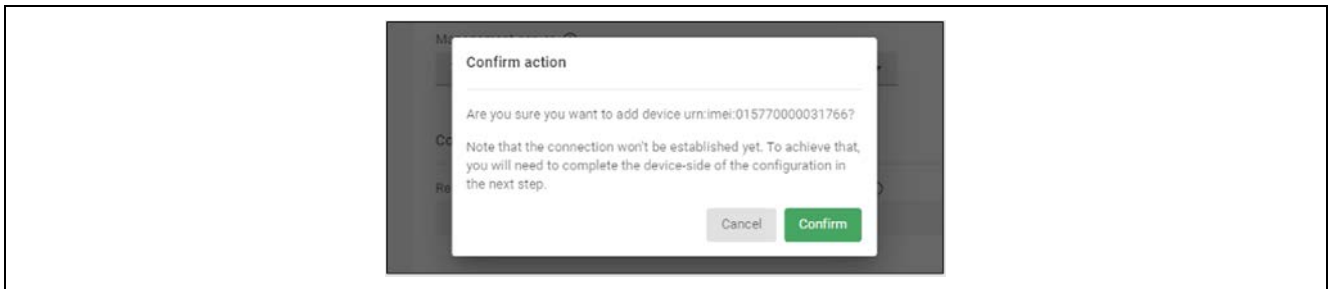 Confirm action
Are you sure you want to add device urn:imei:015770000031766?
Note that the connection won't be established yet. To achieve that,
you will need to complete the device-side of the configuration in
the next step.
Cancel Confirm